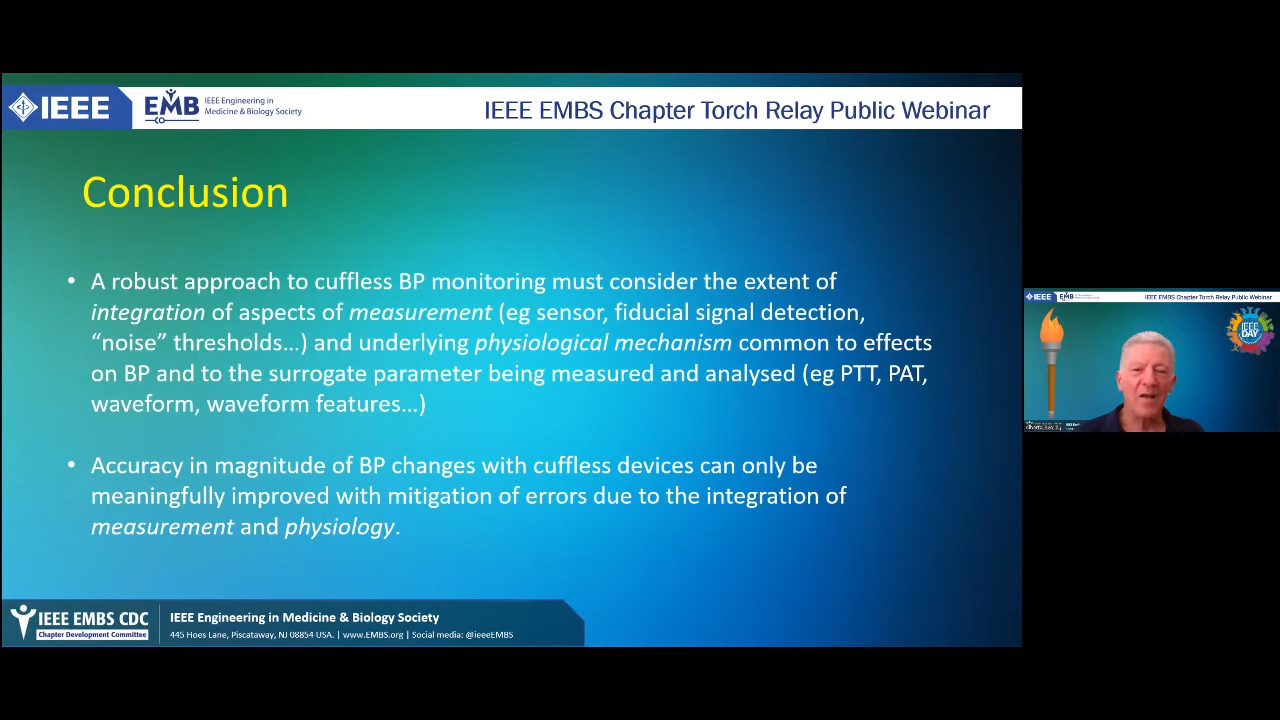 IEEE
EMB
IEEE Engineering in
Medicine & Biology Society
IEEE EMBS Chapter Torch Relay Public Webinar
Conclusion
• A robust approach to cuffless BP monitoring must consider the extent of
integration of aspects of measurement (eg sensor, fiducial signal detection,
“noise” thresholds…) and underlying physiological mechanism common to effects
on BP and to the surrogate parameter being measured and analysed (eg PTT, PAT,
waveform, waveform features…)
• Accuracy in magnitude of BP changes with cuffless devices can only be
meaningfully improved with mitigation of errors due to the integration of
measurement and physiology.
IEEE EMBS CDC
Chapter Development Committee
IEEE Engineering in Medicine & Biology Society
445 Hoes Lane, Piscataway, NJ 08854 USA. | www.EMBS.org | Social media: @ieeeEMBS
IEEE
EMB
IEEE EMBS Chapter Torch Relay Public Webinar
IEEE
DAY